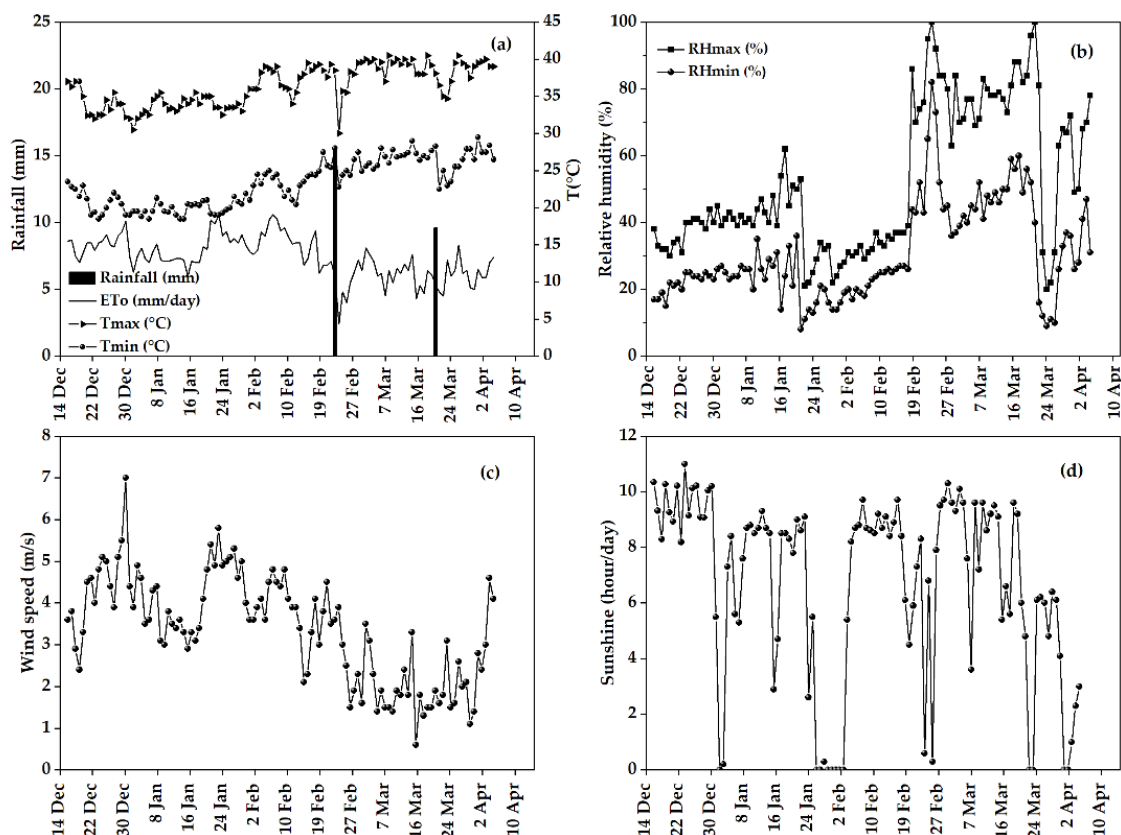 (a)
25
20
15
10
5
0
Rainfall (mm)
45
40
35
30
25
20
15
10
5
0
T(°C)
Rainfall (mm)
ETo (mm/day)
Tmax (°C)
Tmin (°C)
14 Dec
22 Dec
30 Dec
8 Jan
16 Jan
24 Jan
2 Feb
10 Feb
19 Feb
27 Feb
7 Mar
16 Mar
24 Mar
2 Apr
10 Apr
(b)
100
80
60
40
20
0
Relative humidity (%)
RHmax (%)
RHmin (%)
14 Dec
22 Dec
30 Dec
8 Jan
16 Jan
24 Jan
2 Feb
10 Feb
19 Feb
27 Feb
7 Mar
16 Mar
24 Mar
2 Apr
10 Apr
(c)
8
7
6
5
4
3
2
1
0
Wind speed (m/s)
14 Dec
22 Dec
30 Dec
8 Jan
16 Jan
24 Jan
2 Feb
10 Feb
19 Feb
27 Feb
7 Mar
16 Mar
24 Mar
2 Apr
10 Apr
(d)
12
10
8
6
4
2
0
Sunshine (hour/day)
14 Dec
22 Dec
30 Dec
8 Jan
16 Jan
24 Jan
2 Feb
10 Feb
19 Feb
27 Feb
7 Mar
16 Mar
24 Mar
2 Apr
10 Apr